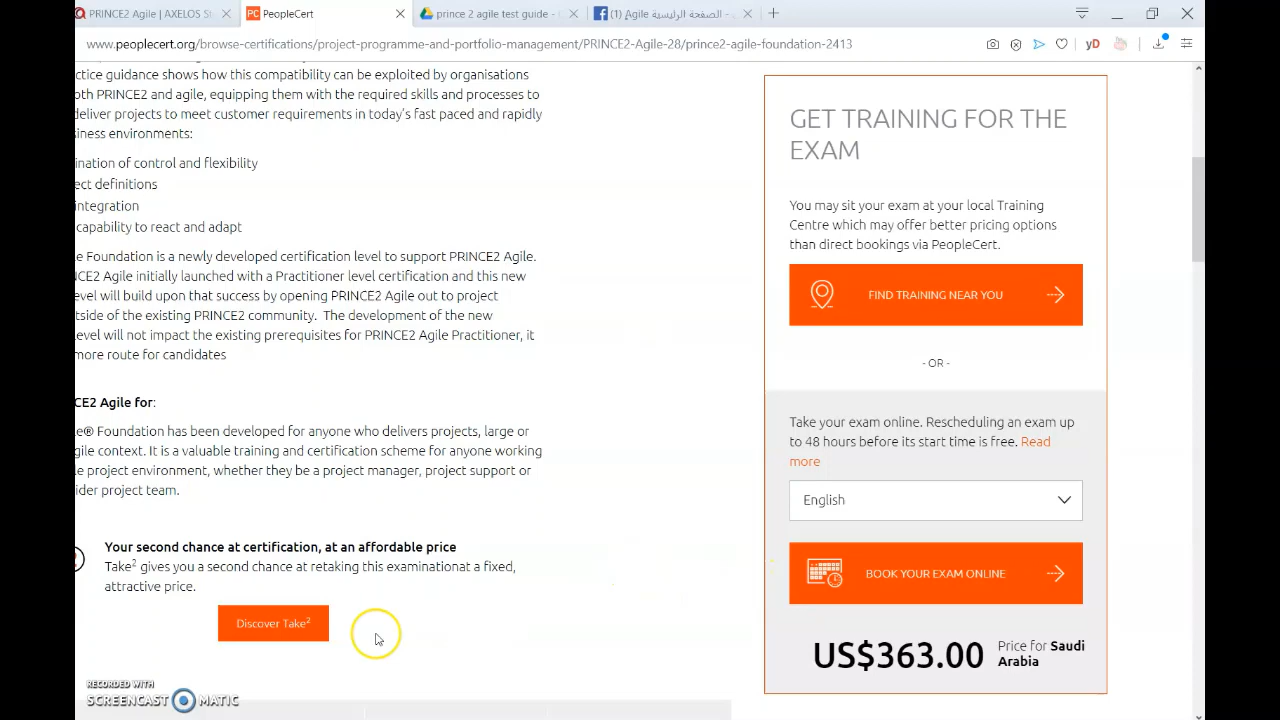 PRINCE2 Agile | AXELOS
PeopleCert
prince 2 agile test guide -
(1) Agile الصفحة الرئيسية -
www.peoplecert.org/browse-certifications/project-programme-and-portfolio-management/PRINCE2-Agile-28/prince2-agile-foundation-2413
yD
ctice guidance shows how this compatibility can be exploited by organisations
oth PRINCE2 and agile, equipping them with the required skills and processes to
deliver projects to meet customer requirements in today's fast paced and rapidly
siness environments:
ination of control and flexibility
ect definitions
integration
capability to react and adapt
e Foundation is a newly developed certification level to support PRINCE2 Agile.
CE2 Agile initially launched with a Practitioner level certification and this new
evel will build upon that success by opening PRINCE2 Agile out to project
utside of the existing PRINCE2 community. The development of the new
evel will not impact the existing prerequisites for PRINCE2 Agile Practitioner, it
more route for candidates
CE2 Agile for:
e® Foundation has been developed for anyone who delivers projects, large or
gile context. It is a valuable training and certification scheme for anyone working
e project environment, whether they be a project manager, project support or
ider project team.
Your second chance at certification, at an affordable price
Take² gives you a second chance at retaking this examinationat a fixed,
attractive price.
Discover Take²
GET TRAINING FOR THE
EXAM
You may sit your exam at your local Training
Centre which may offer better pricing options
than direct bookings via PeopleCert.
FIND TRAINING NEAR YOU
- OR -
Take your exam online. Rescheduling an exam up
to 48 hours before its start time is free. Read
more
English
BOOK YOUR EXAM ONLINE
US$363.00
Price for Saudi
Arabia
RECORDED WITH
SCREENCAST MATIC